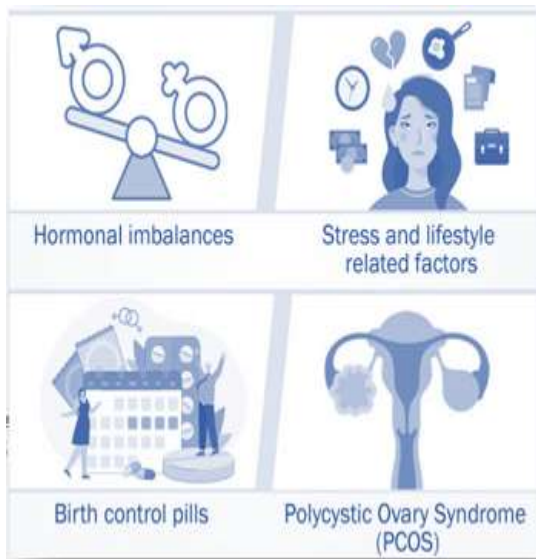 Hormonal imbalances
Stress and lifestyle
related factors
Birth control pills
Polycystic Ovary Syndrome
(PCOS)